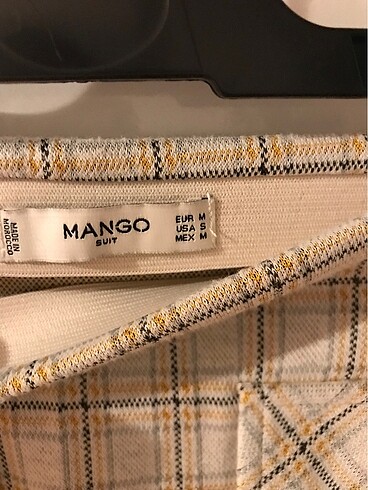 MADE IN
MOROCCO
MANGO
SUIT
EUR M
USA S
MEX M